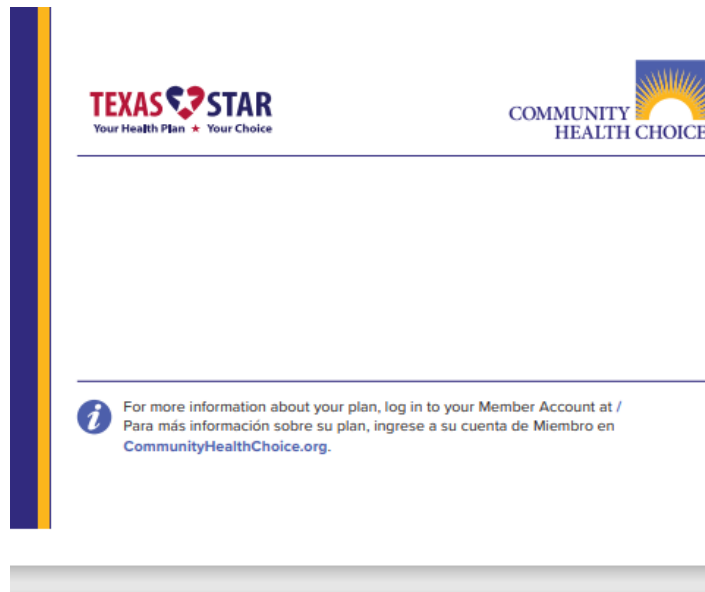 TEXAS STAR
Your Health Plan ★ Your Choice
COMMUNITY
HEALTH CHOICE
For more information about your plan, log in to your Member Account at /
Para más información sobre su plan, ingrese a su cuenta de Miembro en
CommunityHealthChoice.org.